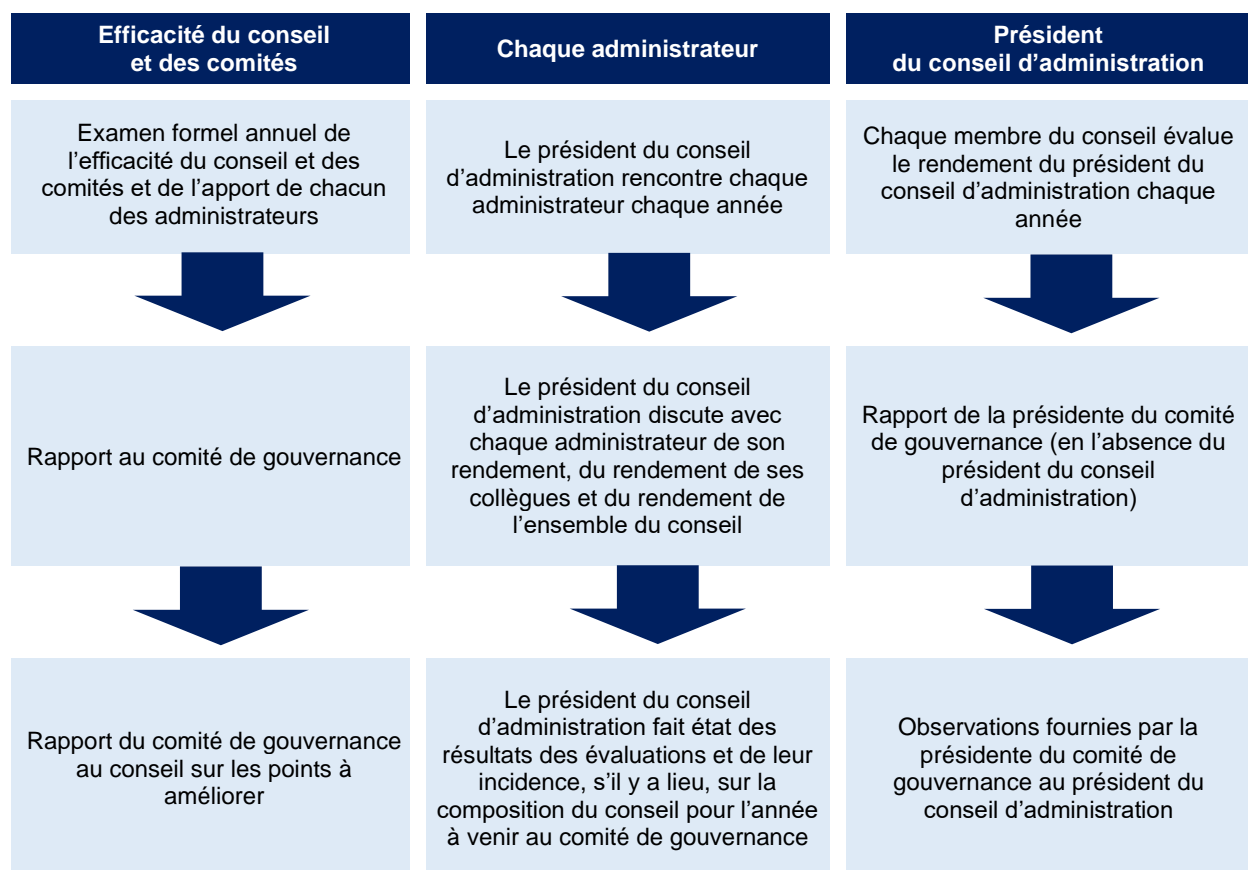 Efficacité du conseil
et des comités
Chaque administrateur
Président
du conseil d’administration
Examen formel annuel de
l’efficacité du conseil et des
comités et de l’apport de chacun
des administrateurs
Le président du conseil
d’administration rencontre chaque
administrateur chaque année
Chaque membre du conseil évalue
le rendement du président du
conseil d’administration chaque
année
Rapport au comité de gouvernance
Le président du conseil
d’administration discute avec
chaque administrateur de son
rendement, du rendement de ses
collègues et du rendement de
l’ensemble du conseil
Rapport de la présidente du comité
de gouvernance (en l’absence du
président du conseil
d’administration)
Rapport du comité de gouvernance
au conseil sur les points à
améliorer
Le président du conseil
d’administration fait état des
résultats des évaluations et de leur
incidence, s’il y a lieu, sur la
composition du conseil pour l’année
à venir au comité de gouvernance
Observations fournies par la
présidente du comité de
gouvernance au président du
conseil d’administration